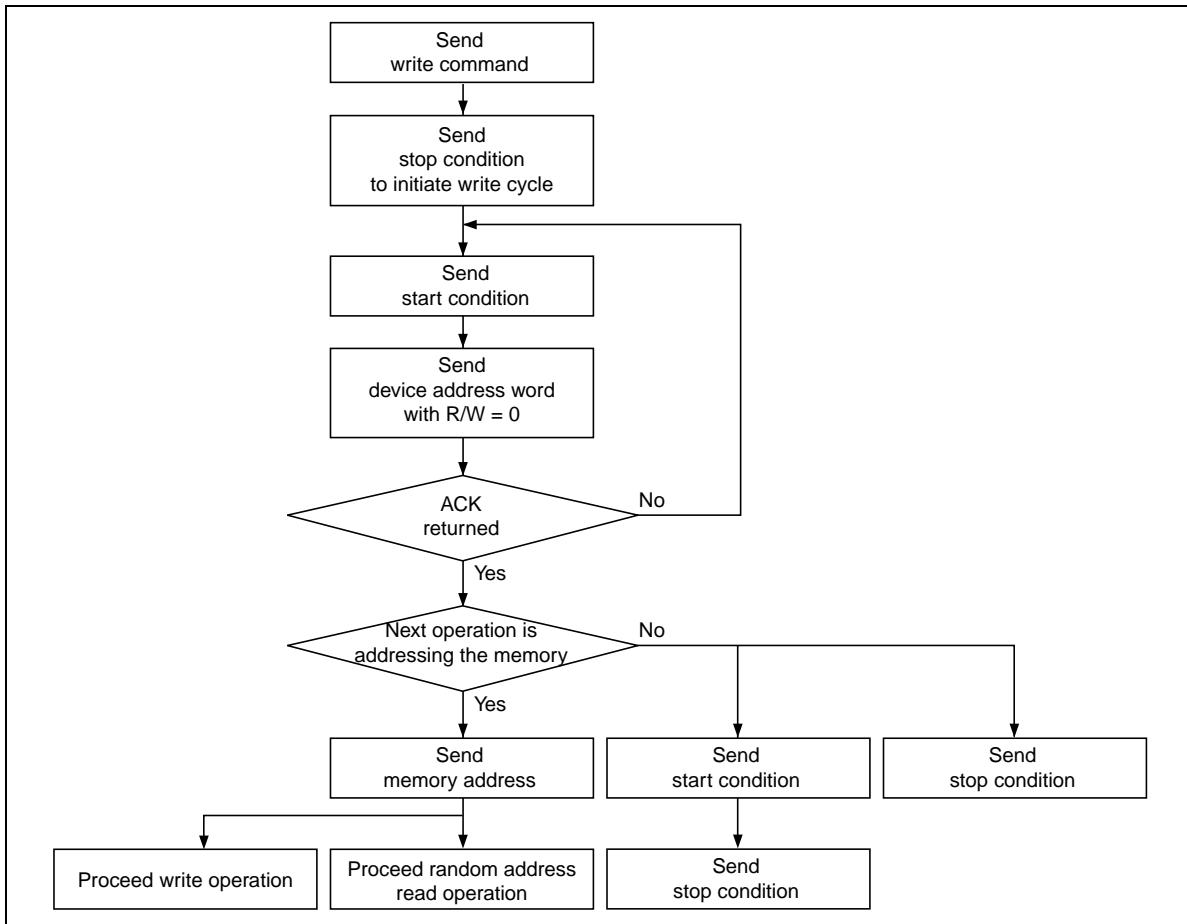 Send
write command
Send
stop condition
to initiate write cycle
Send
start condition
Send
device address word
with R/W = 0
ACK
returned
No
Yes
Next operation is
addressing the memory
No
Yes
Send
memory address
Send
start condition
Send
stop condition
Proceed write operation
Proceed random address
read operation
Send
stop condition